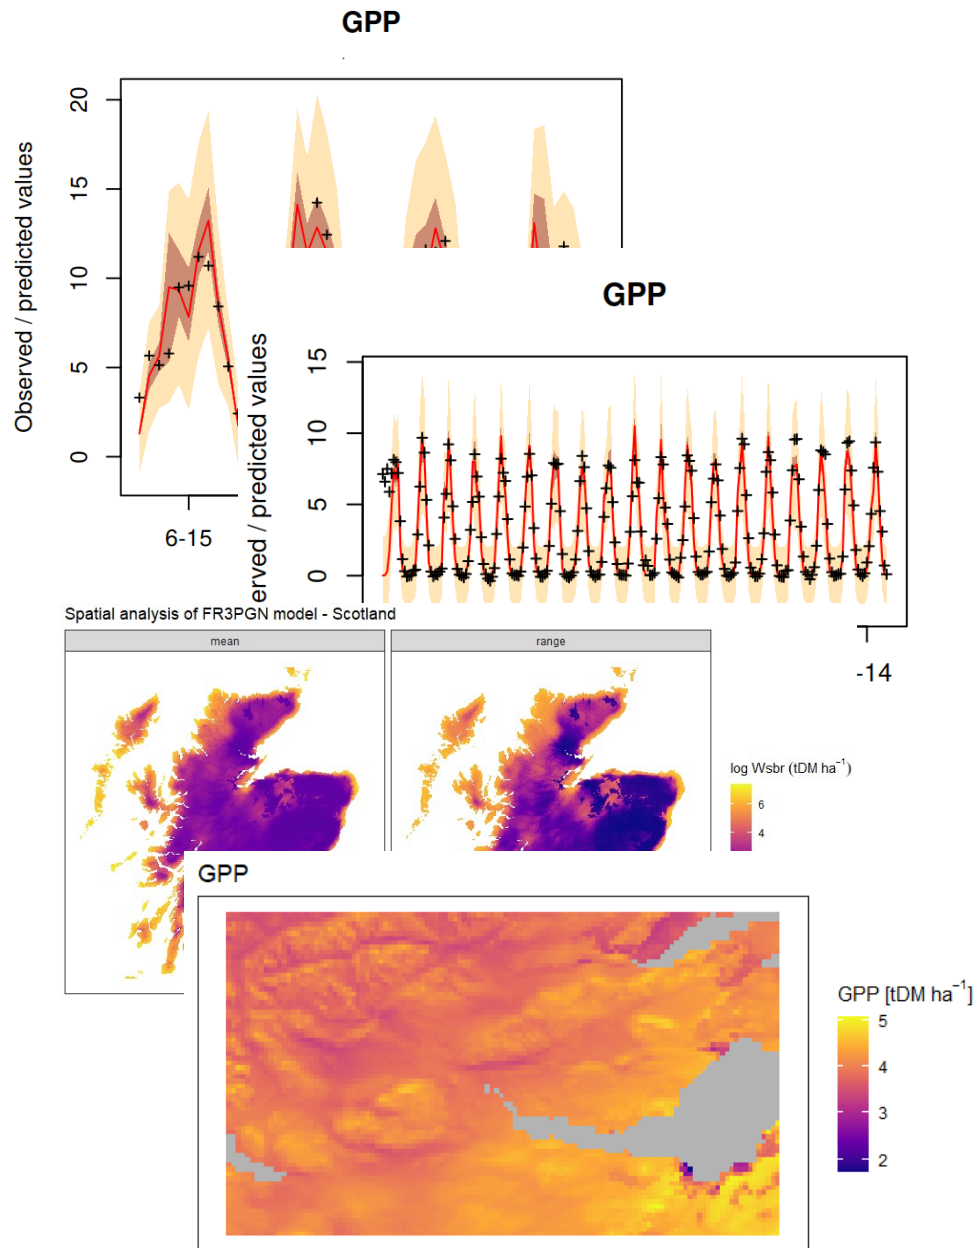 GPP
Observed / predicted values
20
15
10
5
0
6-15
GPP
erved / predicted values
15
10
5
0
-14
Spatial analysis of FR3PGN model - Scotland
mean
range
log Wsbr (tDM ha⁻¹)
6
4
GPP
GPP [tDM ha⁻¹]
5
4
3
2